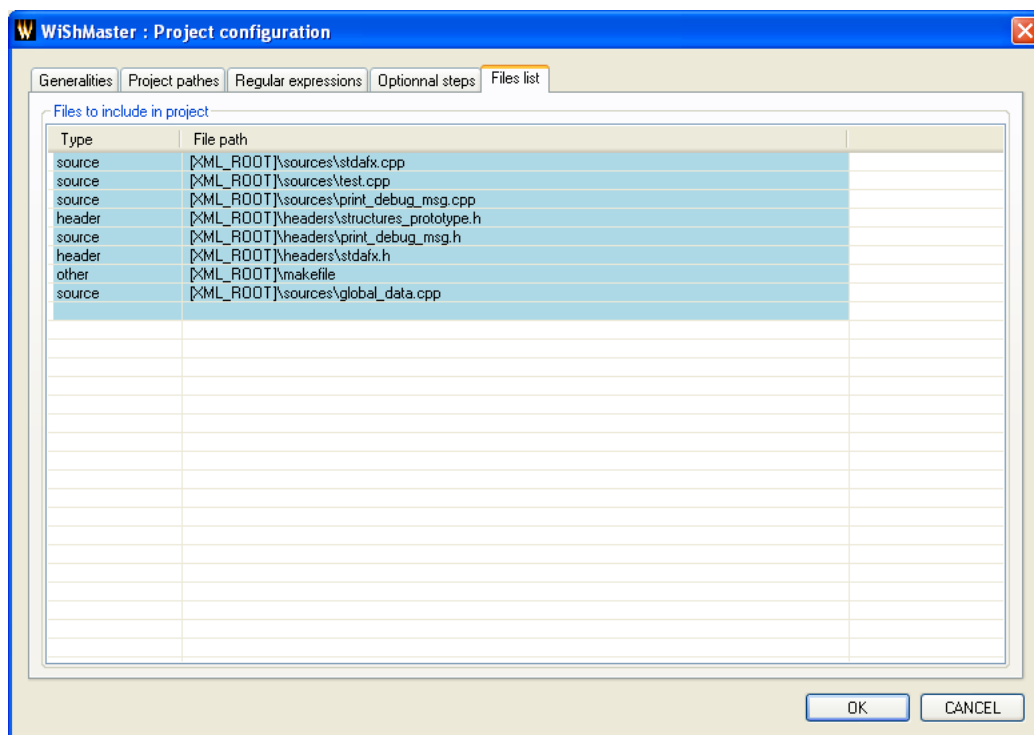 WiShMaster : Project configuration
Generalities Project pathes Regular expressions Optionnal steps Files list
Files to include in project
Type File path
source [XML_ROOT]\sources\stdafx.cpp
source [XML_ROOT]\sources\test.cpp
source [XML_ROOT]\sources\print_debug_msg.cpp
header [XML_ROOT]\headers\structures_prototype.h
source [XML_ROOT]\headers\print_debug_msg.h
header [XML_ROOT]\headers\stdafx.h
other [XML_ROOT]\makefile
source [XML_ROOT]\sources\global_data.cpp
OK CANCEL